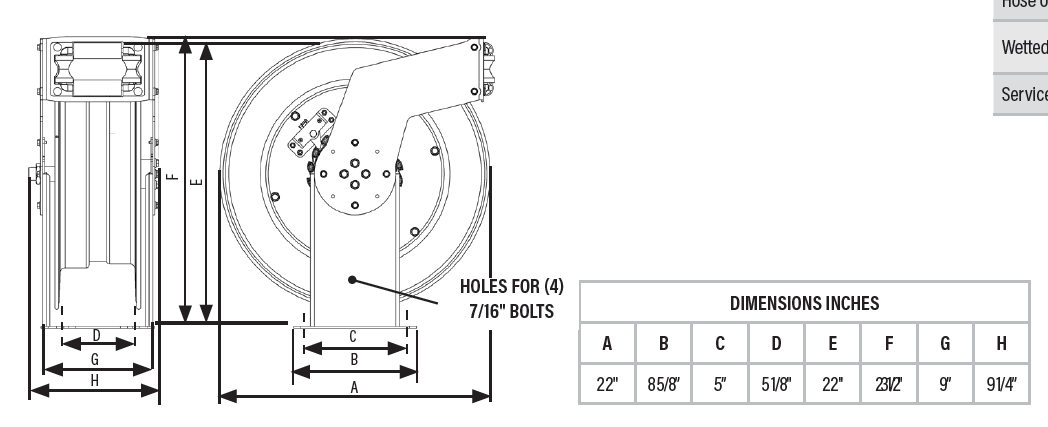 Hose O
Wetted
Service
F
E
HOLES FOR (4)
7/16" BOLTS
D
G
H
C
B
A
DIMENSIONS INCHES
A B C D E F G H
22" 85/8" 5" 51/8" 22" 231/2" 9" 91/4"